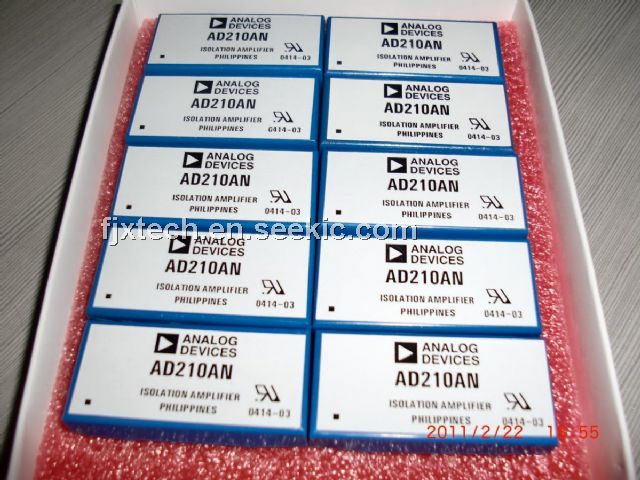 ANALOG
DEVICES
AD210AN
ISOLATION AMPLIFIER
PHILIPPINES 0414-03
ANALOG
DEVICES
AD210AN
ISOLATION AMPLIFIER
PHILIPPINES 0414-03
ANALOG
DEVICES
AD210AN
ISOLATION AMPLIFIER
PHILIPPINES 0414-03
ANALOG
DEVICES
AD210AN
ISOLATION AMPLIFIER
PHILIPPINES 0414-03
ANALOG
DEVICES
AD210AN
ISOLATION AMPLIFIER
PHILIPPINES 0414-03
ANALOG
DEVICES
AD210AN
ISOLATION AMPLIFIER
PHILIPPINES 0414-03
fjxtech.en.seekic.com
ANALOG
DEVICES
AD210AN
ISOLATION AMPLIFIER
PHILIPPINES 0414-03
ANALOG
DEVICES
AD210AN
ISOLATION AMPLIFIER
PHILIPPINES 0414-03
ANALOG
DEVICES
AD210AN
ISOLATION AMPLIFIER
PHILIPPINES 0414-03
ANALOG
DEVICES
AD210AN
ISOLATION AMPLIFIER
PHILIPPINES 0414-03
2011/2/22